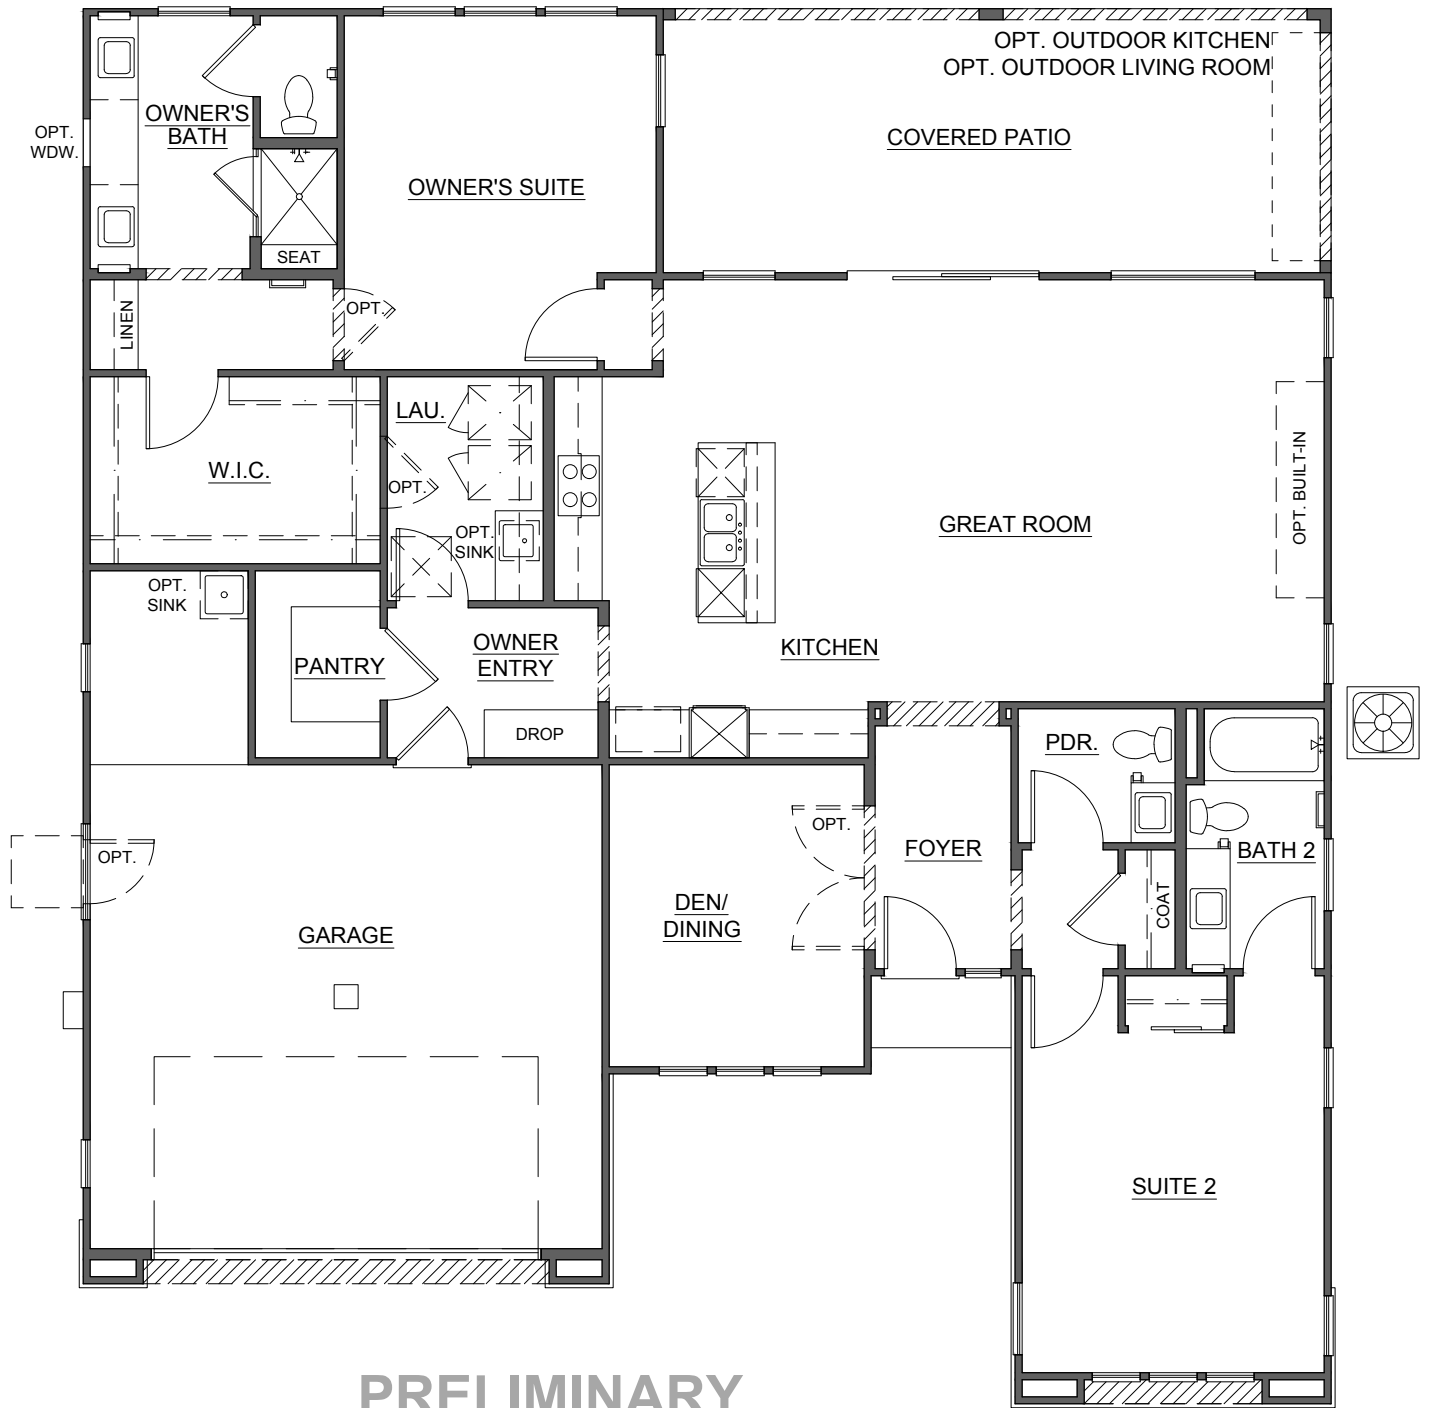 OPT. OUTDOOR KITCHEN
OPT. OUTDOOR LIVING ROOM
OWNER'S
BATH
OPT.
WDW.
COVERED PATIO
OWNER'S SUITE
SEAT
LINEN
OPT.
LAU.
W.I.C.
OPT.
OPT. BUILT-IN
GREAT ROOM
OPT.
SINK
OPT.
SINK
OWNER
ENTRY
KITCHEN
PANTRY
DROP
PDR.
OPT.
OPT.
FOYER
BATH 2
COAT
DEN/
DINING
GARAGE
SUITE 2
PRELIMINARY